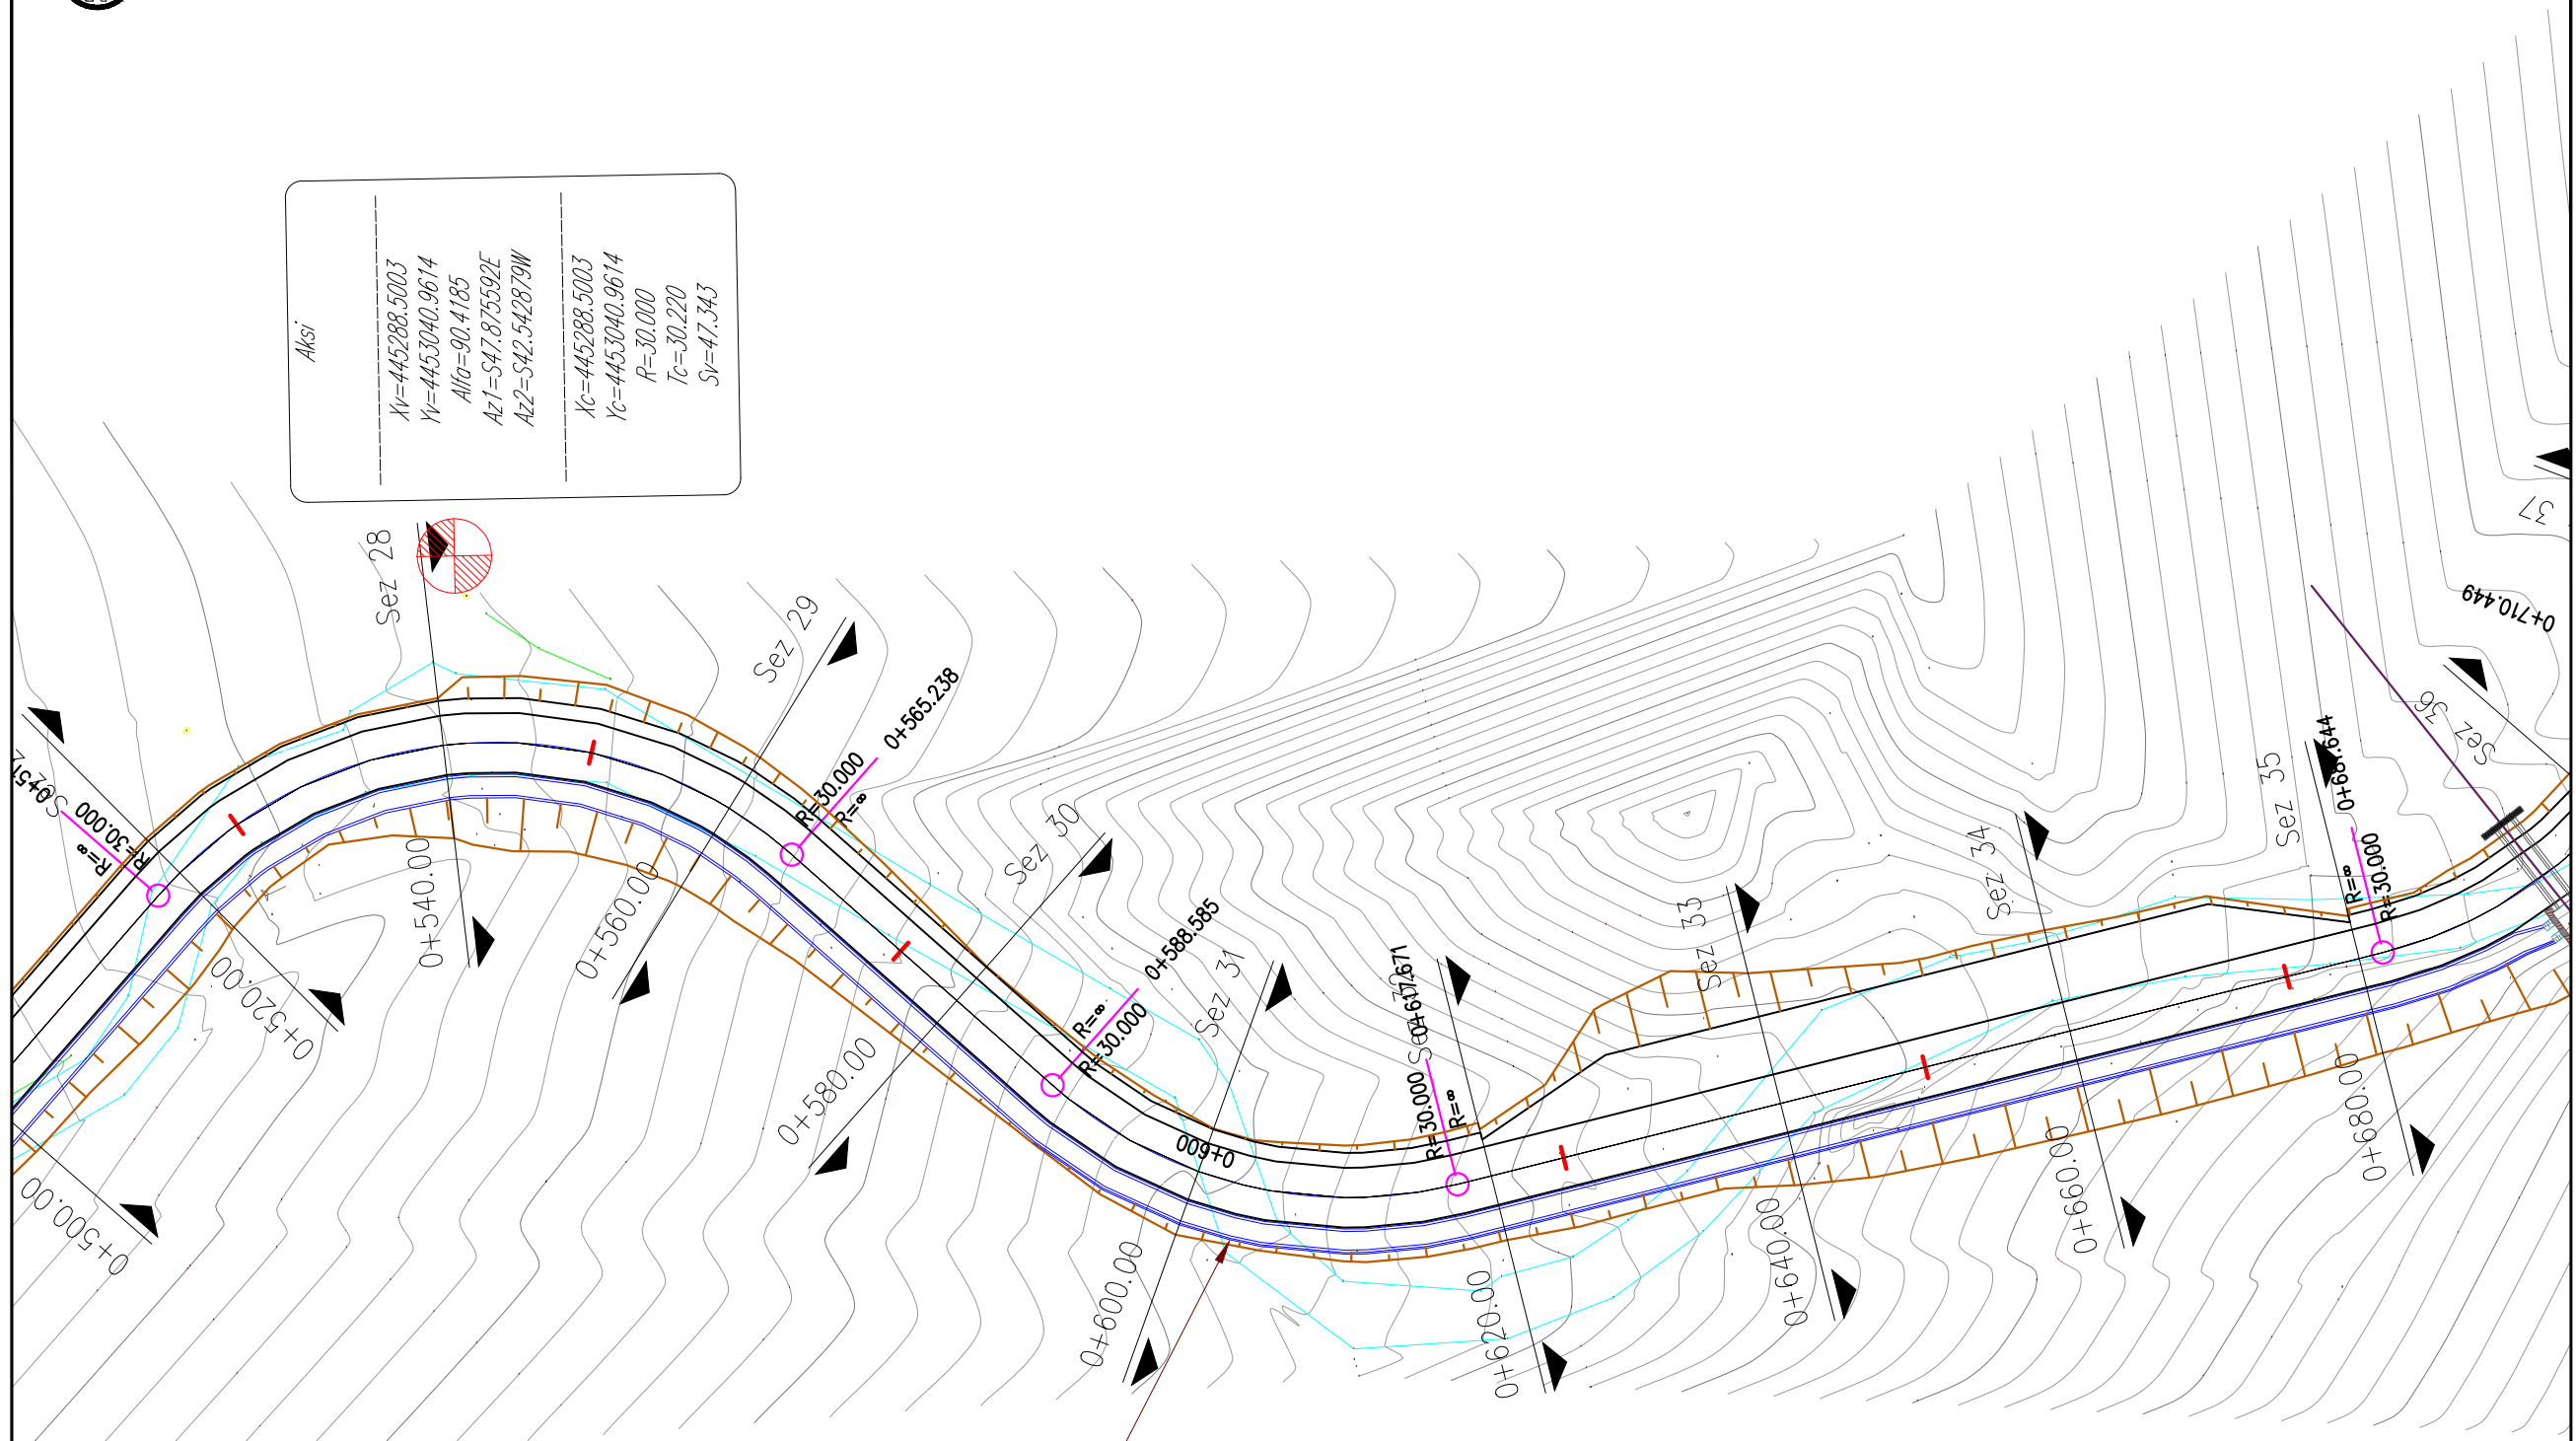 Aksi
Xv=445288.5003
Yv=4453040.9614
Alfa=90.4185
Az1=S47.875592E
Az2=S42.542879W
Xc=445288.5003
Yc=4453040.9614
R=30.000
Tc=30.220
Sv=47.343
R=∞
R=30.000
0+500.00
0+520.00
Sez 28
0+540.00
Sez 29
0+560.00
R=30.000
R=∞
0+565.238
Sez 30
0+580.00
R=∞
R=30.000
0+588.585
Sez 31
0+600
0+600.00
0+617.671
R=30.000
R=∞
0+620.00
Sez 33
0+640.00
Sez 34
0+660.00
Sez 35
0+680.00
R=∞
R=30.000
Sez 36
37
0+710.449